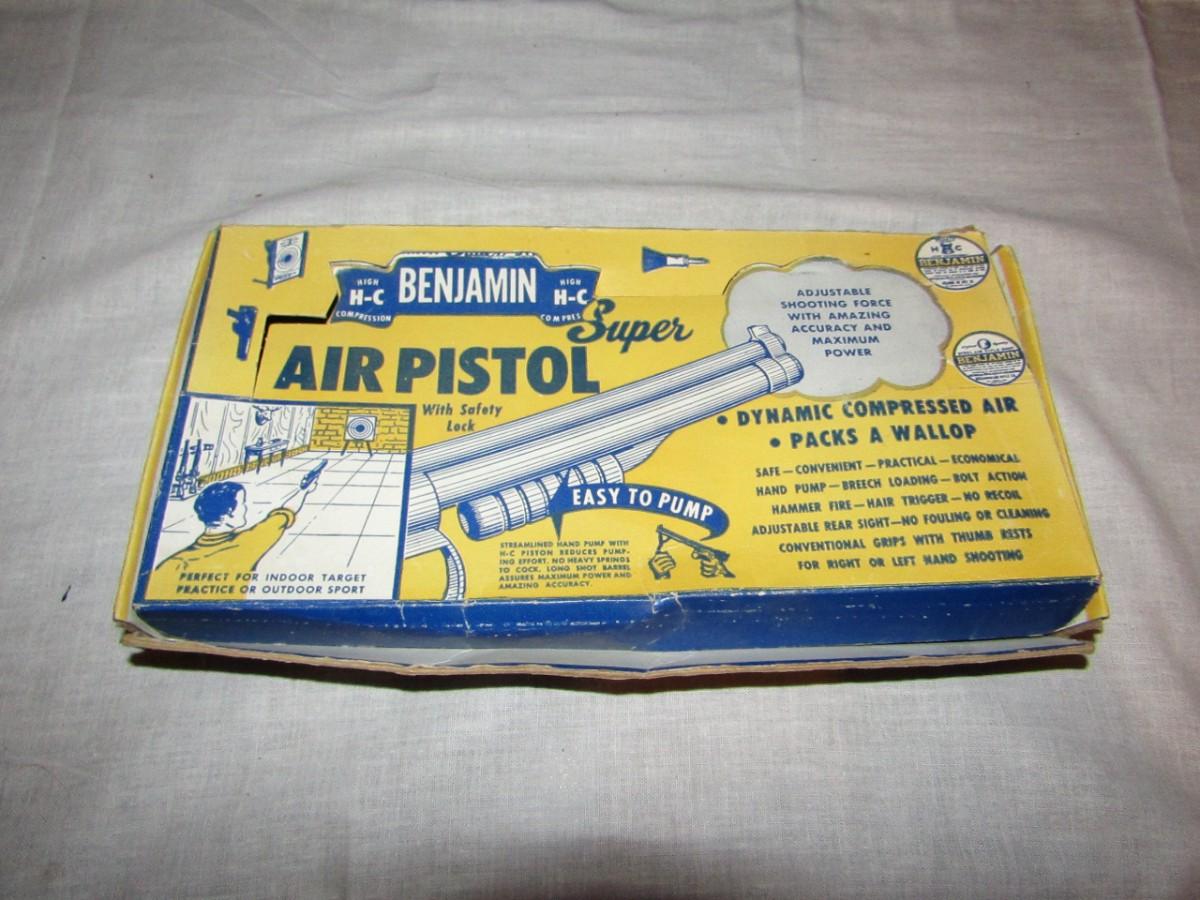 HIGH
H-C
COMPRESSION
BENJAMIN
HIGH
H-C
COMPRES
Super
AIR PISTOL
With Safety
Lock
ADJUSTABLE
SHOOTING FORCE
WITH AMAZING
ACCURACY AND
MAXIMUM
POWER
H C
BENJAMIN
BENJAMIN
• DYNAMIC COMPRESSED AIR
• PACKS A WALLOP
SAFE—CONVENIENT—PRACTICAL—ECONOMICAL
HAND PUMP—BREECH LOADING—BOLT ACTION
HAMMER FIRE—HAIR TRIGGER—NO RECOIL
ADJUSTABLE REAR SIGHT—NO FOULING OR CLEANING
CONVENTIONAL GRIPS WITH THUMB RESTS
FOR RIGHT OR LEFT HAND SHOOTING
EASY TO PUMP
STREAMLINED HAND PUMP WITH
H-C PISTON REDUCES PUMP-
ING EFFORT. NO HEAVY SPRINGS
TO COCK. LONG SHOT BARREL
ASSURES MAXIMUM POWER AND
AMAZING ACCURACY.
PERFECT FOR INDOOR TARGET
PRACTICE OR OUTDOOR SPORT